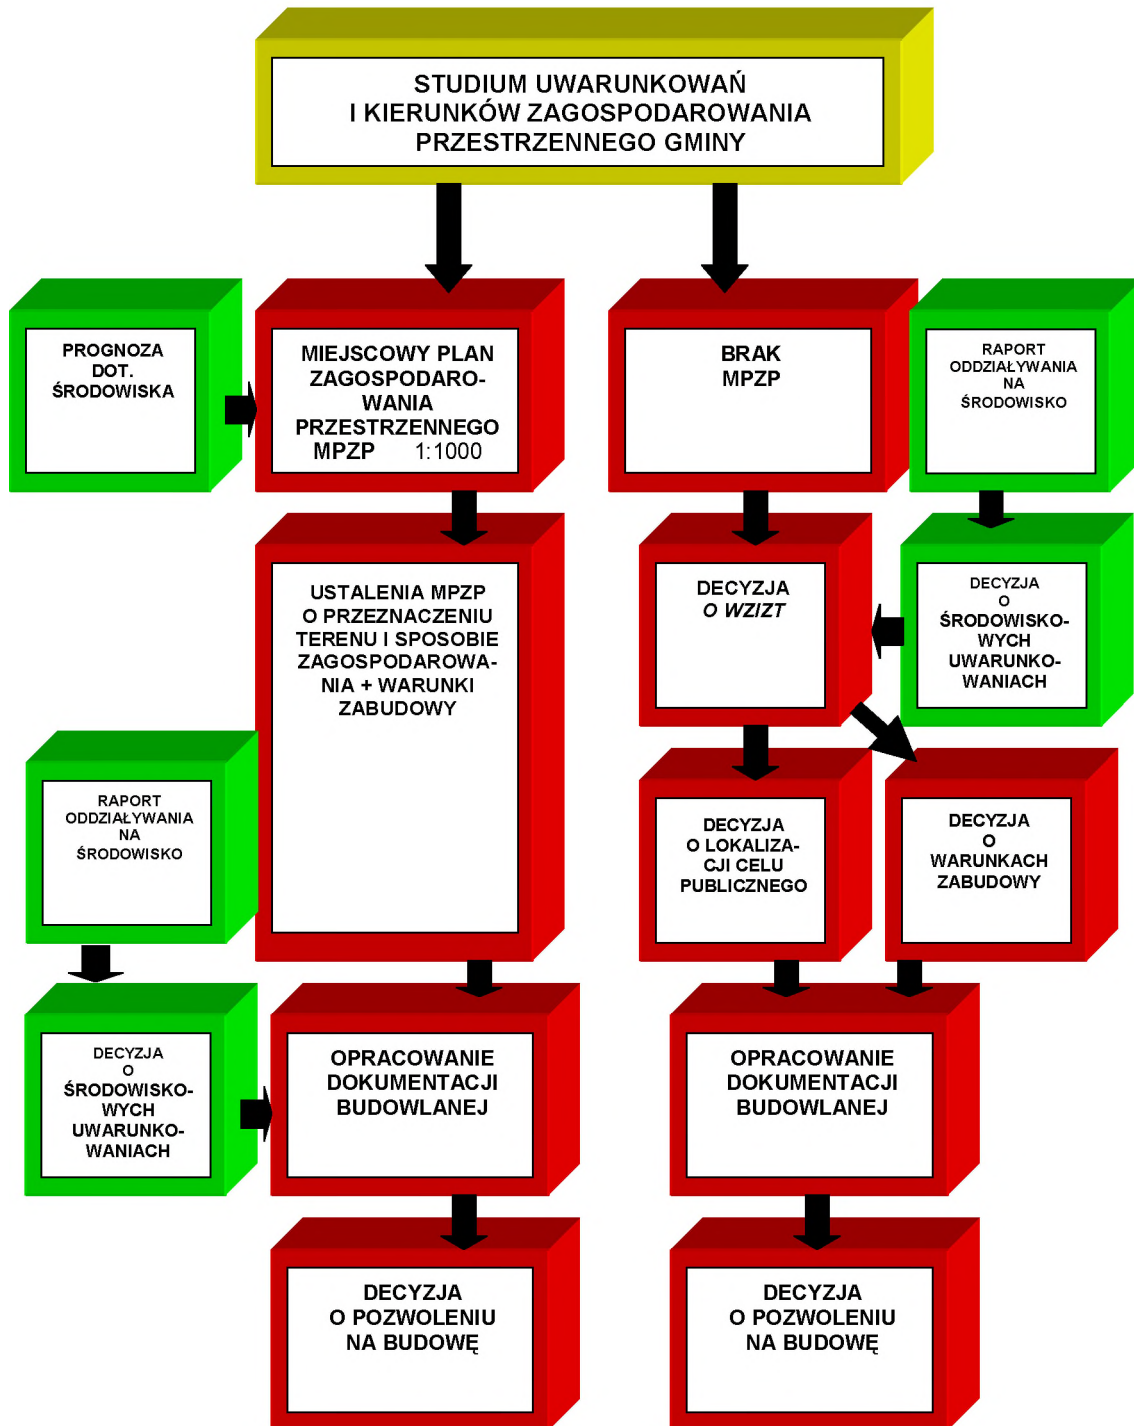 STUDIUM UWARUNKOWAŃ
I KIERUNKÓW ZAGOSPODAROWANIA
PRZESTRZENNEGO GMINY
PROGNOZA
DOT.
ŚRODOWISKA
MIEJSCOWY PLAN
ZAGOSPODARO-
WANIA
PRZESTRZENNEGO
MPZP 1:1000
BRAK
MPZP
RAPORT
ODDZIAŁYWANIA
NA
ŚRODOWISKO
USTALENIA MPZP
O PRZEZNACZENIU
TERENU I SPOSOBIE
ZAGOSPODAROWA-
NIA + WARUNKI
ZABUDOWY
DECYZJA
O WZIZT
DECYZJA
O
ŚRODOWISKO-
WYCH
UWARUNKO-
WANIACH
RAPORT
ODDZIAŁYWANIA
NA
ŚRODOWISKO
DECYZJA
O LOKALIZA-
CJI CELU
PUBLICZNEGO
DECYZJA
O
WARUNKACH
ZABUDOWY
DECYZJA
O
ŚRODOWISKO-
WYCH
UWARUNKO-
WANIACH
OPRACOWANIE
DOKUMENTACJI
BUDOWLANEJ
OPRACOWANIE
DOKUMENTACJI
BUDOWLANEJ
DECYZJA
O POZWOLENIU
NA BUDOWĘ
DECYZJA
O POZWOLENIU
NA BUDOWĘ